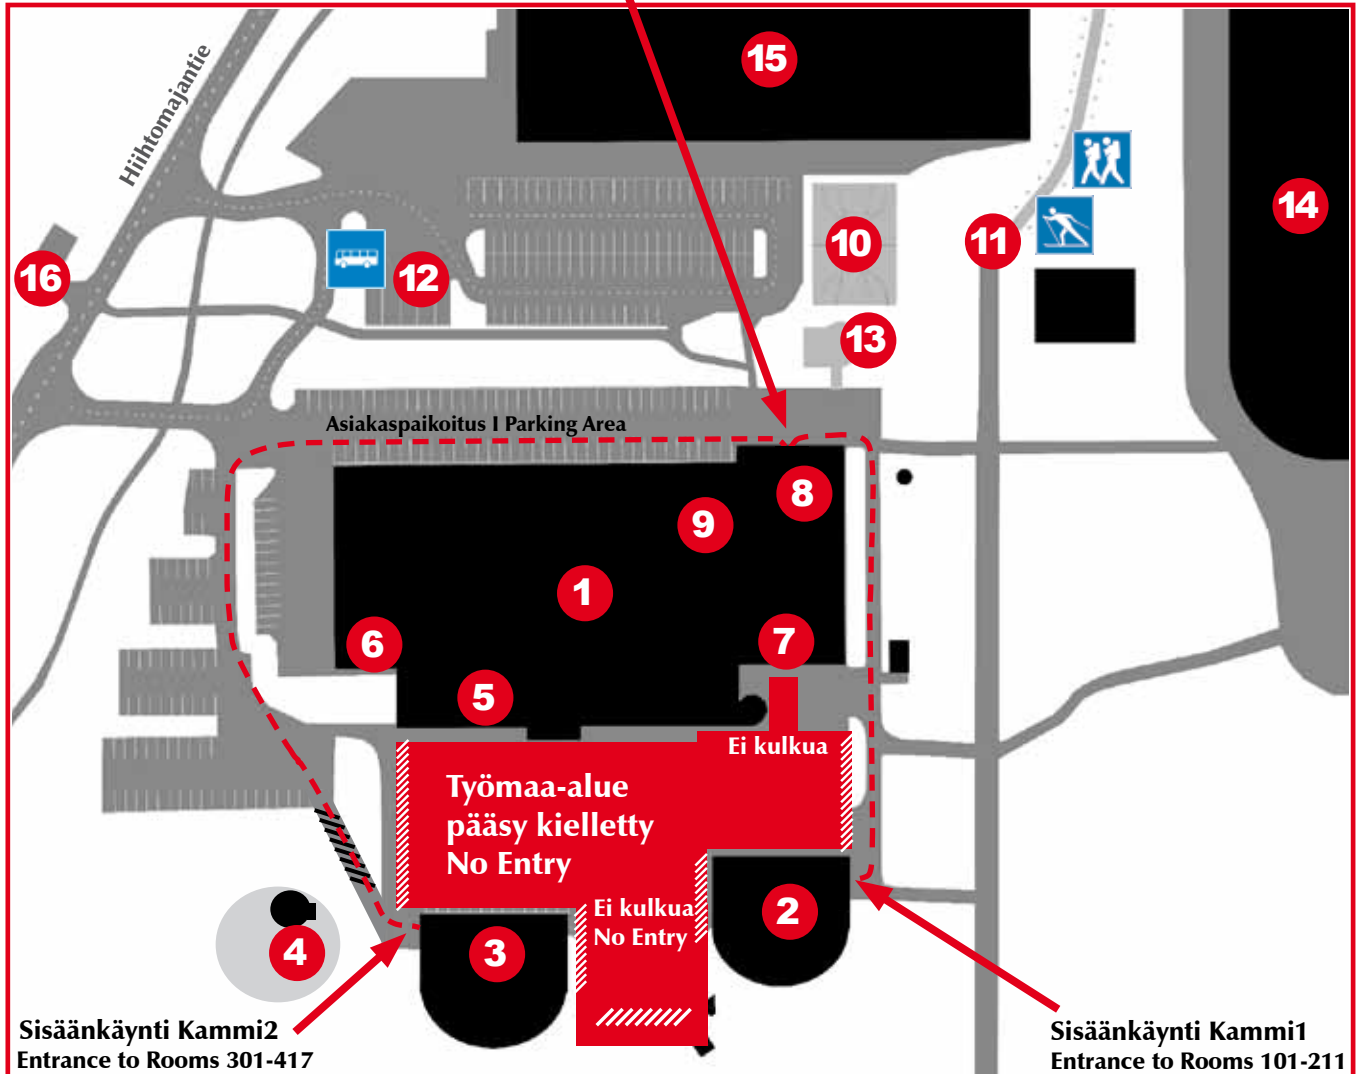 15
Hiihtomajantie
14
10
11
16
12
13
Asiakaspaikoitus I Parking Area
8
9
1
6
7
5
Ei kulkua
Työmaa-alue
pääsy kielletty
No Entry
Ei kulkua
No Entry
2
3
4
Sisäänkäynti Kammi2
Entrance to Rooms 301-417
Sisäänkäynti Kammi1
Entrance to Rooms 101-211